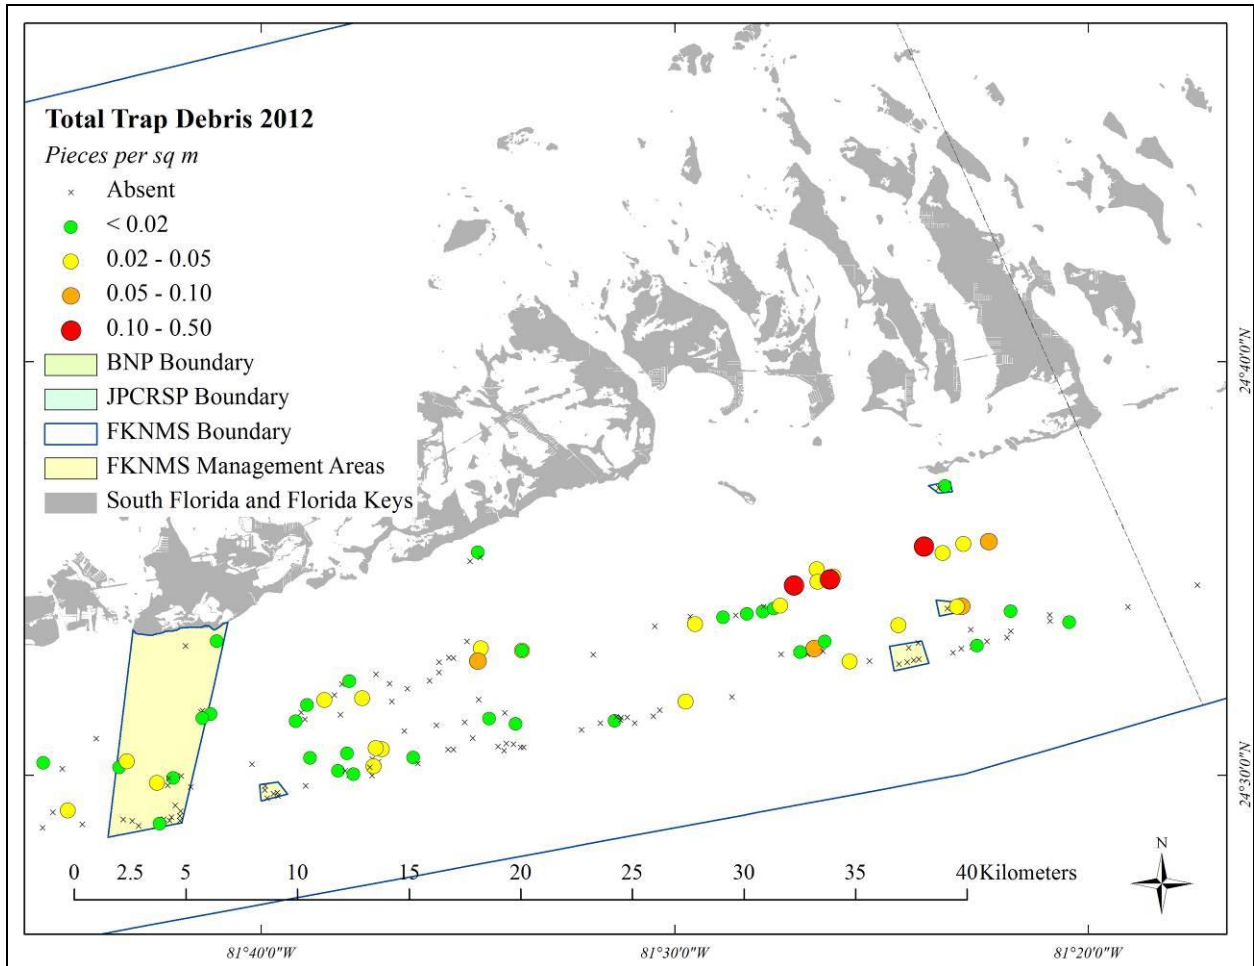 Total Trap Debris 2012
Pieces per sq m
Absent
< 0.02
0.02 - 0.05
0.05 - 0.10
0.10 - 0.50
BNP Boundary
JPCRSP Boundary
FKNMS Boundary
FKNMS Management Areas
South Florida and Florida Keys
24°40'0"N
24°30'0"N
N
0 2.5 5 10 15 20 25 30 35 40 Kilometers
81°40'0"W 81°30'0"W 81°20'0"W